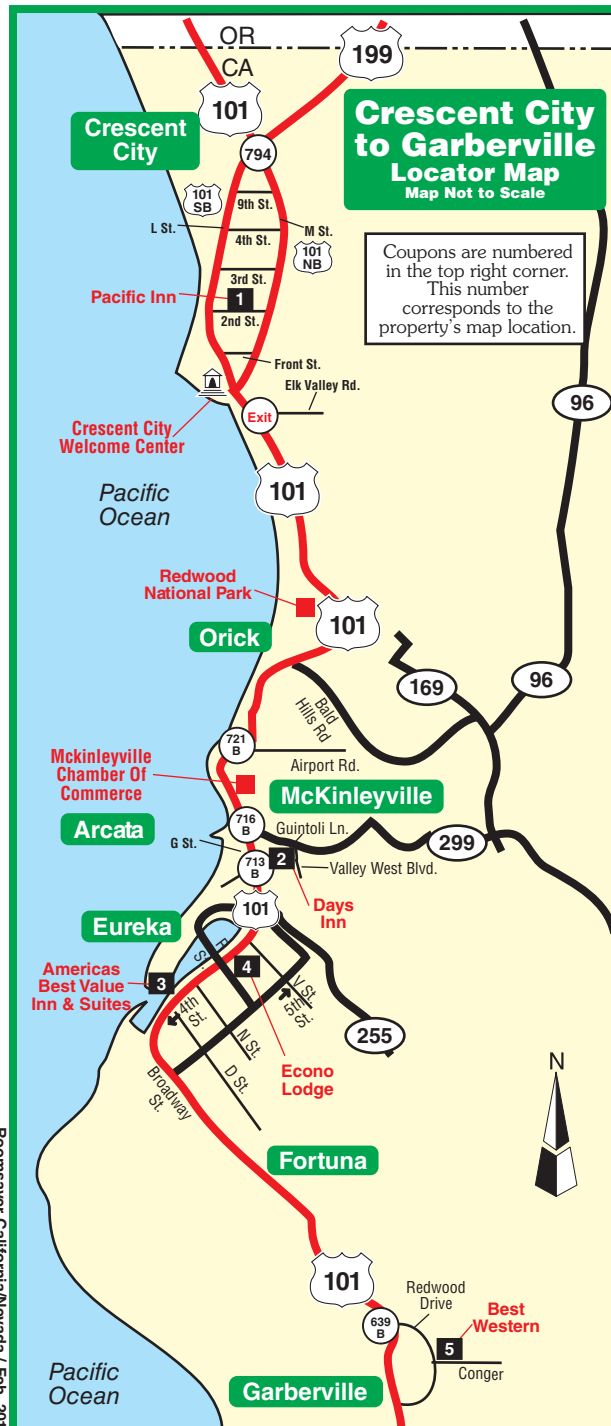 OR
CA
199
101
Crescent City
to Garberville
Locator Map
Map Not to Scale
Crescent
City
794
101
SB
9th St.
L St.
M St.
4th St.
101
NB
3rd St.
Pacific Inn
1
2nd St.
Front St.
Elk Valley Rd.
Exit
Crescent City
Welcome Center
Coupons are numbered
in the top right corner.
This number
corresponds to the
property's map location.
96
101
Pacific
Ocean
Redwood
National Park
101
Orick
169
96
Bald
Hills Rd
721
B
Airport Rd.
Mckinleyville
Chamber Of
Commerce
McKinleyville
Arcata
716
B
Guintoli Ln.
299
G St.
713
B
2
Valley West Blvd.
101
Days
Inn
Eureka
R
St.
Americas
Best Value
Inn & Suites
3
4
V St.
5th St.
4th
St.
N St.
D St.
255
Econo
Lodge
Broadway
St.
N
Fortuna
101
Redwood
Drive
639
B
Best
Western
5
Conger
Garberville
Pacific
Ocean
Roomsaver California/Nevada / Feb.